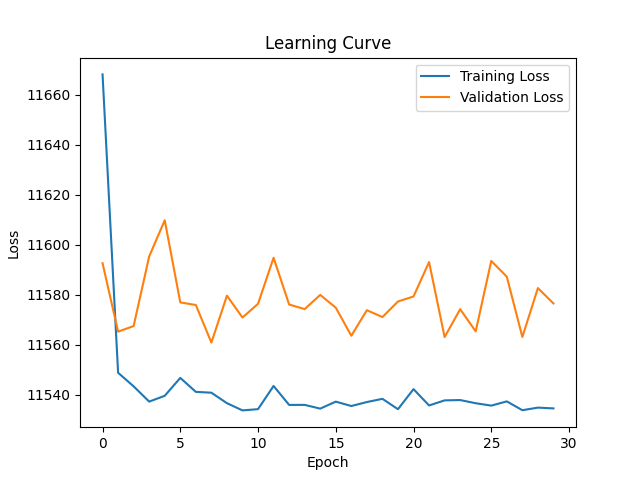 Learning Curve
Training Loss
Validation Loss
11660
11640
11620
11600
11580
11560
11540
Loss
0 5 10 15 20 25 30
Epoch